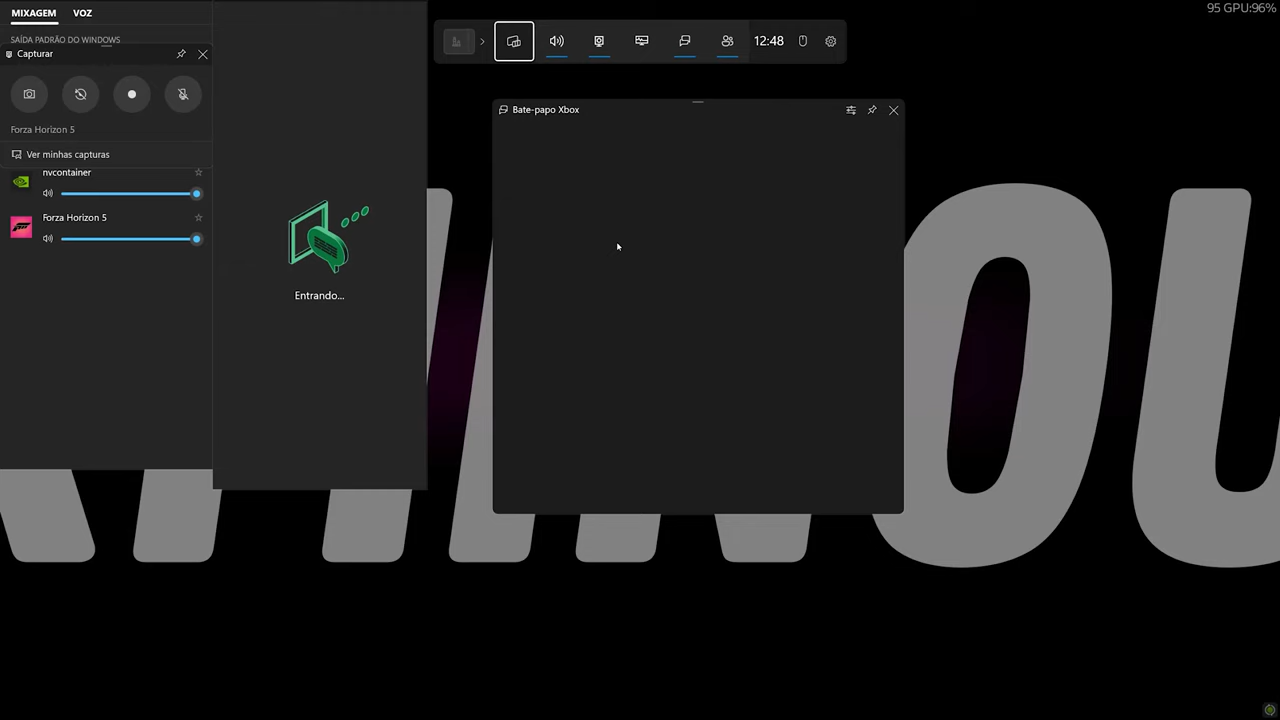 MIXAGEM VOZ
SAÍDA PADRÃO DO WINDOWS
Capturar
Forza Horizon 5
Ver minhas capturas
nvcontainer
Forza Horizon 5
Entrando...
12:48
Bate-papo Xbox
95 GPU:96%